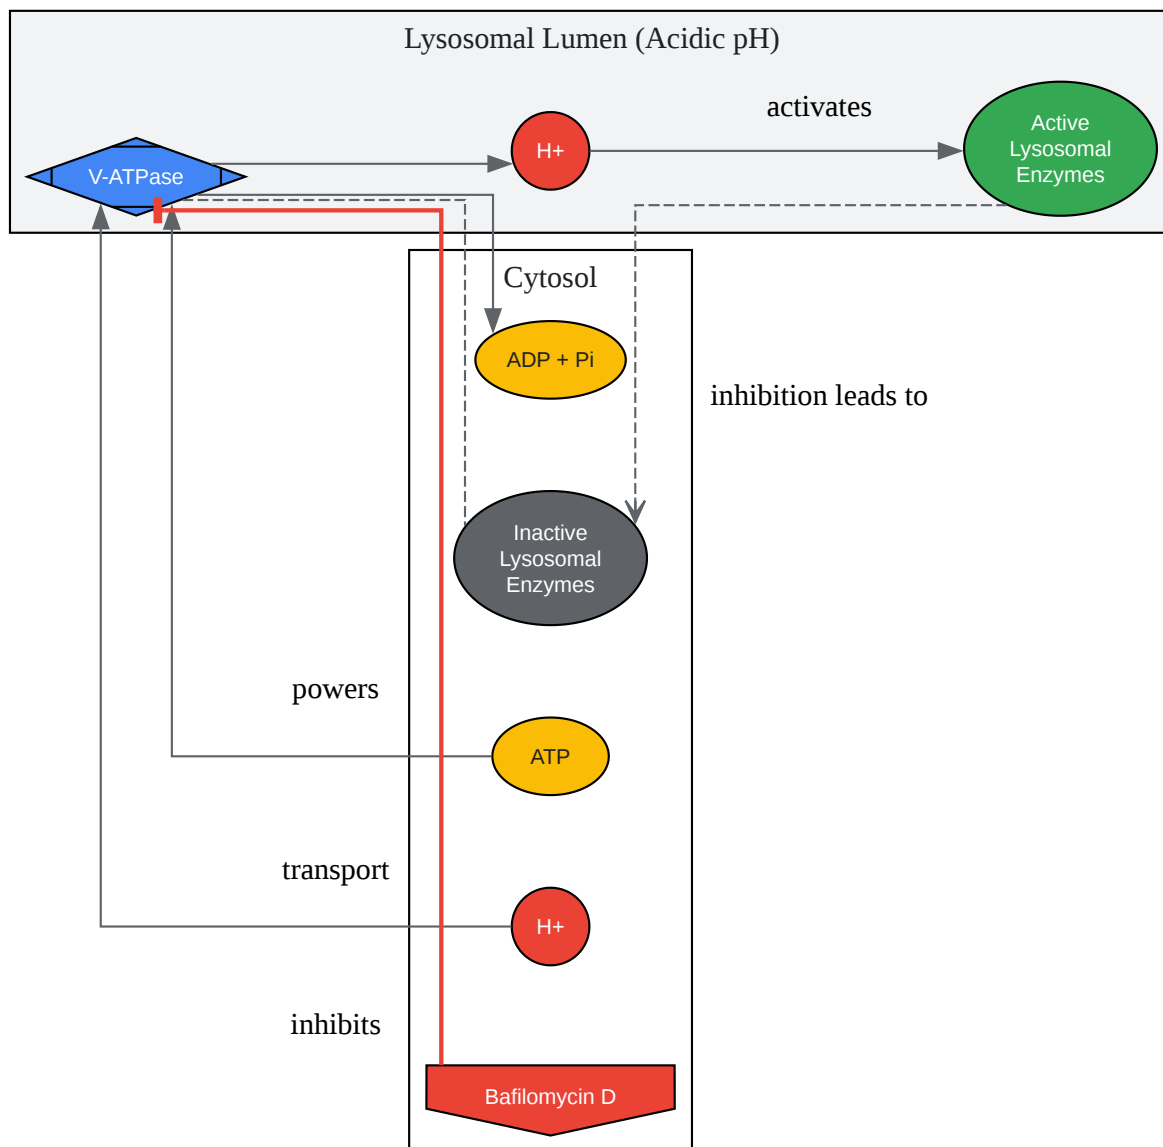 Lysosomal Lumen (Acidic pH)
activates
V-ATPase
H+
Active
Lysosomal
Enzymes
Cytosol
ADP + Pi
inhibition leads to
Inactive
Lysosomal
Enzymes
powers
ATP
transport
H+
inhibits
Bafilomycin D